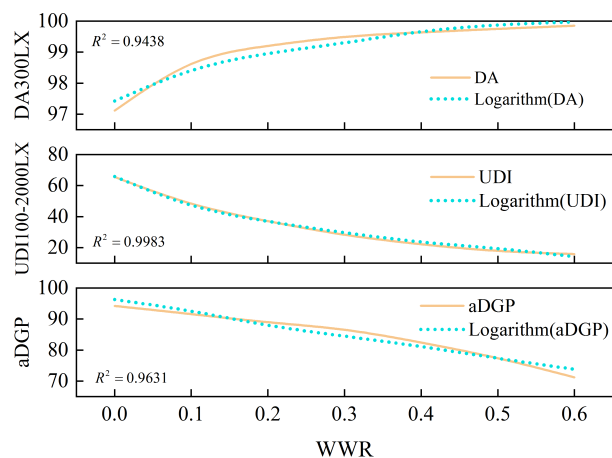 100
99
98
97
DA300LX
R² = 0.9438
DA
Logarithm(DA)
80
60
40
20
UDI100-2000LX
R² = 0.9983
UDI
Logarithm(UDI)
100
90
80
70
aDGP
R² = 0.9631
aDGP
Logarithm(aDGP)
0.0 0.1 0.2 0.3 0.4 0.5 0.6
WWR